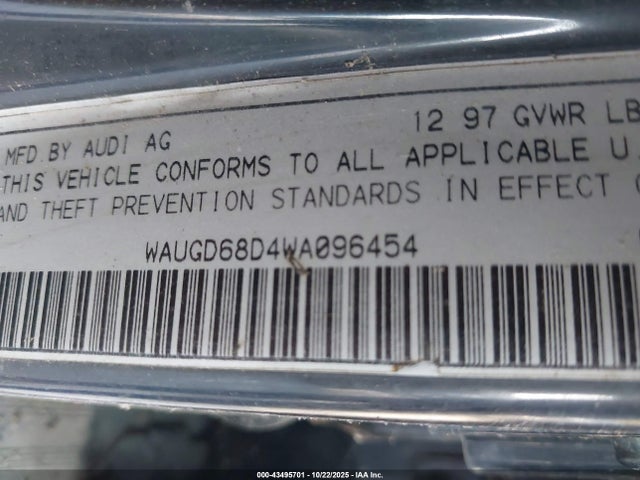 MFD.BY AUDI AG 12 97 GVWR LB
THIS VEHICLE CONFORMS TO ALL APPLICABLE U.
AND THEFT PREVENTION STANDARDS IN EFFECT
WAUGD68D4WA096454
000-43495701 - 10/22/2025 - IAA Inc.